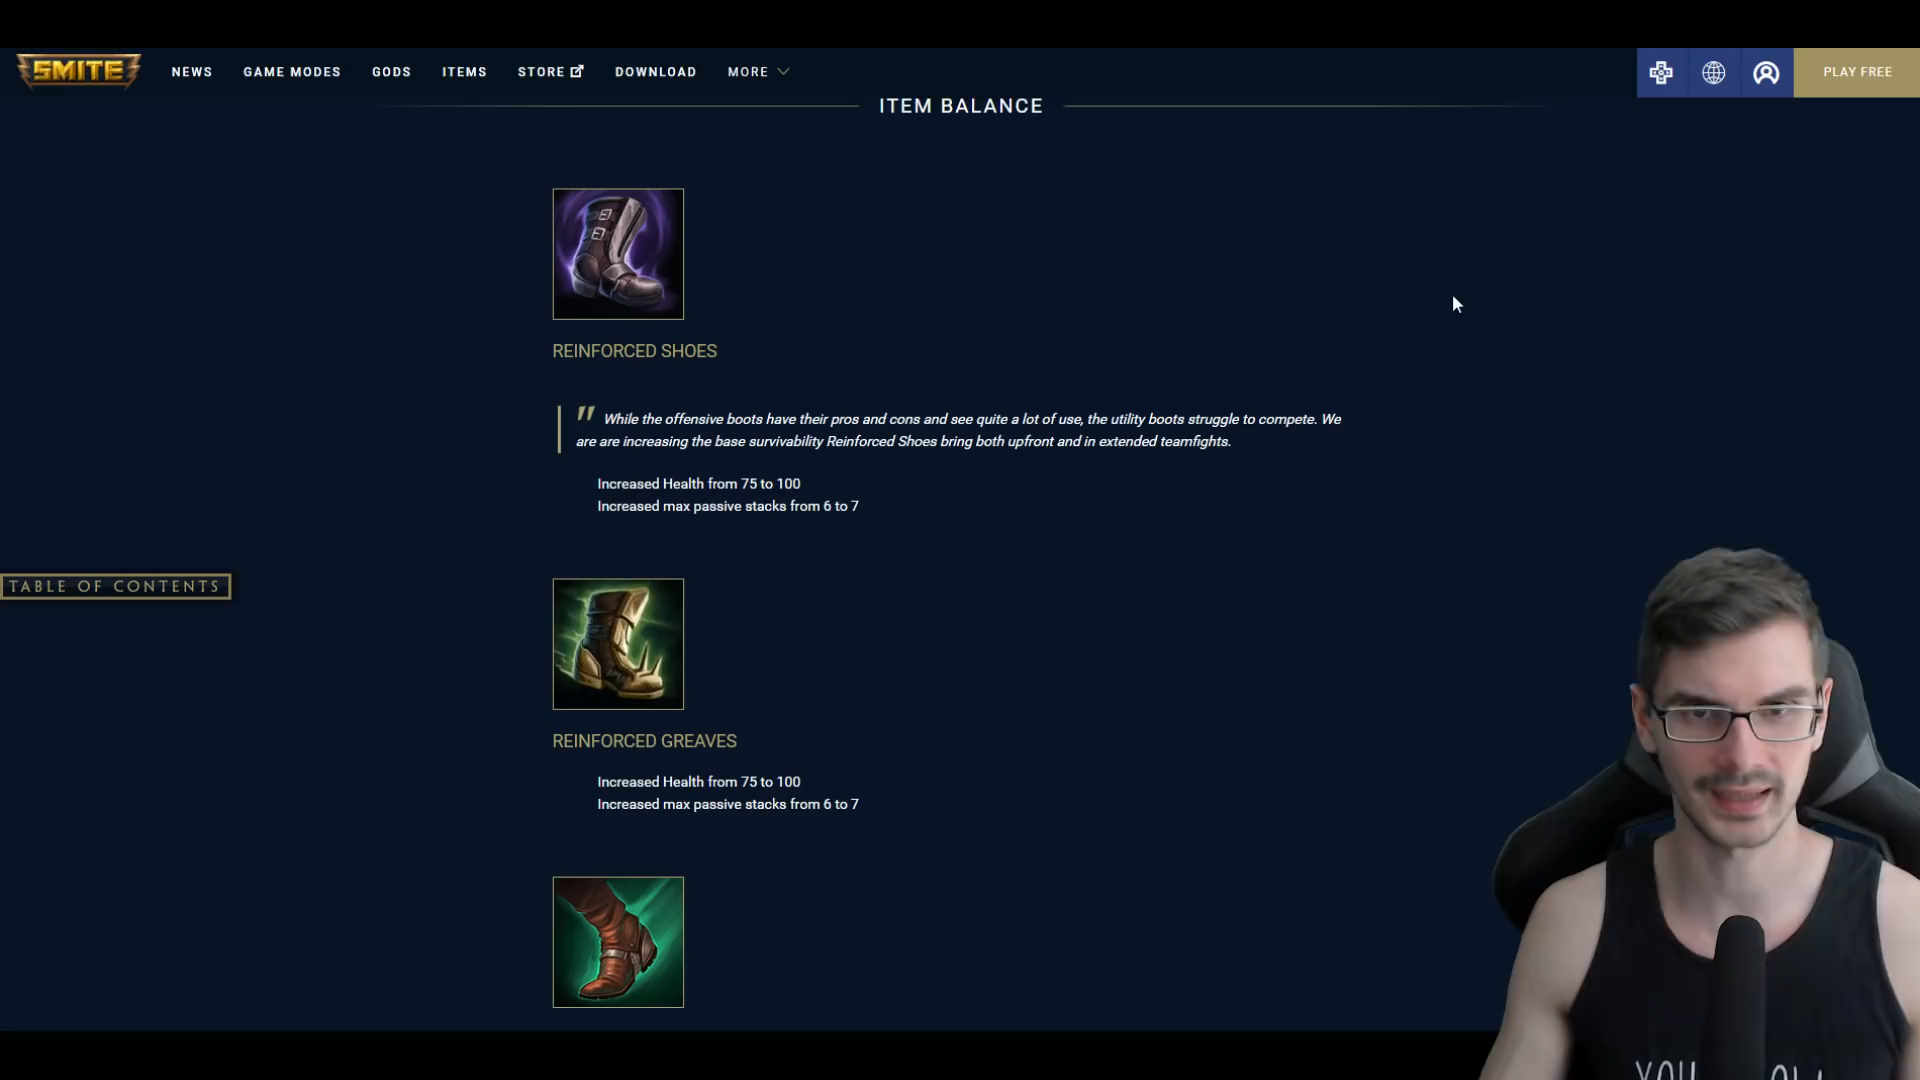 SMITE
NEWS GAME MODES GODS ITEMS STORE DOWNLOAD MORE PLAY FREE
ITEM BALANCE
REINFORCED SHOES
" While the offensive boots have their pros and cons and see quite a lot of use, the utility boots struggle to compete. We
are are increasing the base survivability Reinforced Shoes bring both upfront and in extended teamfights.
Increased Health from 75 to 100
Increased max passive stacks from 6 to 7
TABLE OF CONTENTS
REINFORCED GREAVES
Increased Health from 75 to 100
Increased max passive stacks from 6 to 7
YOU